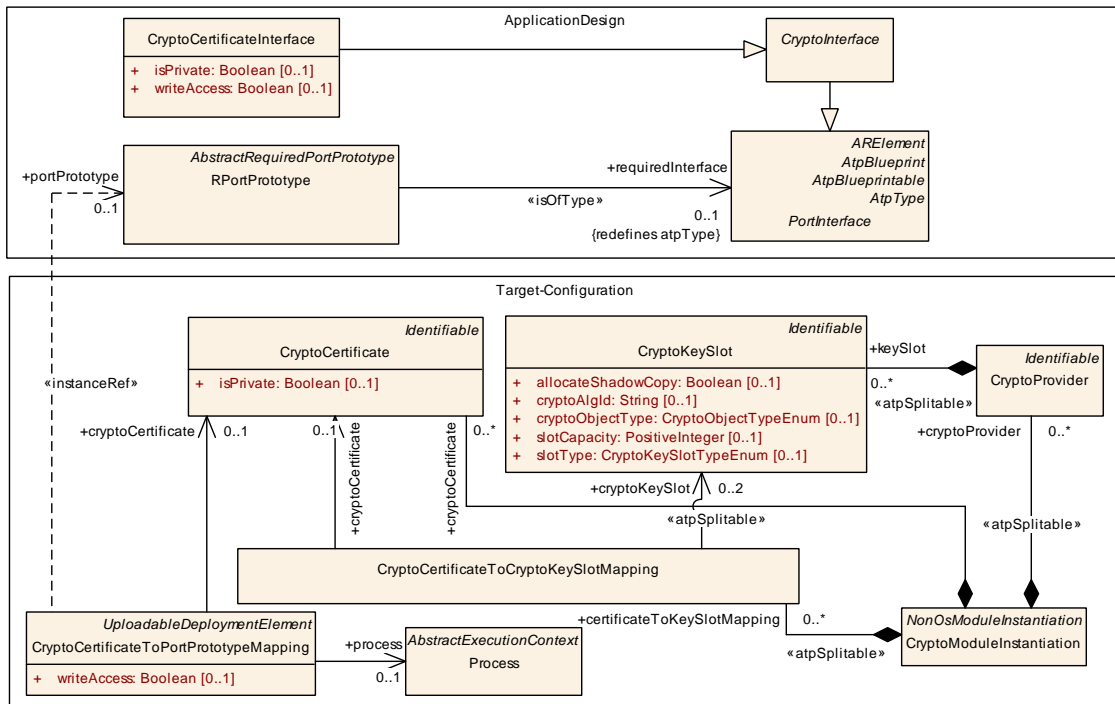 ApplicationDesign
CryptoCertificateInterface
+ isPrivate: Boolean [0..1]
+ writeAccess: Boolean [0..1]
CryptoInterface
AbstractRequiredPortPrototype
RPortPrototype
+portPrototype
0..1
+requiredInterface
«isOfType»
0..1
{redefines atpType}
ARElement
AtpBlueprint
AtpBlueprintable
AtpType
PortInterface
Target-Configuration
Identifiable
CryptoCertificate
+ isPrivate: Boolean [0..1]
Identifiable
CryptoKeySlot
+ allocateShadowCopy: Boolean [0..1]
+ cryptoAlgId: String [0..1]
+ cryptoObjectType: CryptoObjectTypeEnum [0..1]
+ slotCapacity: PositiveInteger [0..1]
+ slotType: CryptoKeySlotTypeEnum [0..1]
+keySlot
0..*
«atpSplitable»
Identifiable
CryptoProvider
«instanceRef»
+cryptoCertificate
0..1
0..1
+cryptoCertificate
0..*
+cryptoCertificate
+cryptoProvider
0..*
+cryptoKeySlot
0..2
«atpSplitable»
«atpSplitable»
CryptoCertificateToCryptoKeySlotMapping
UploadableDeploymentElement
CryptoCertificateToPortPrototypeMapping
+ writeAccess: Boolean [0..1]
+process
0..1
AbstractExecutionContext
Process
+certificateToKeySlotMapping
0..*
«atpSplitable»
NonOsModuleInstantiation
CryptoModuleInstantiation